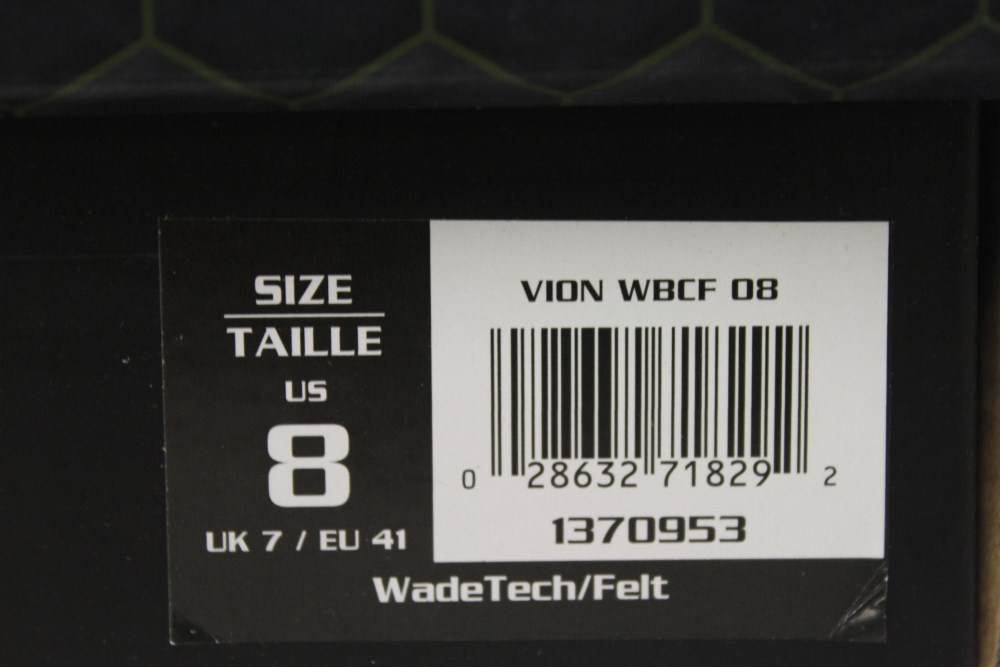 SIZE
TAILLE
US
8
UK 7 / EU 41
VION WBCF 08
0 28632 71829 2
1370953
WadeTech/Felt